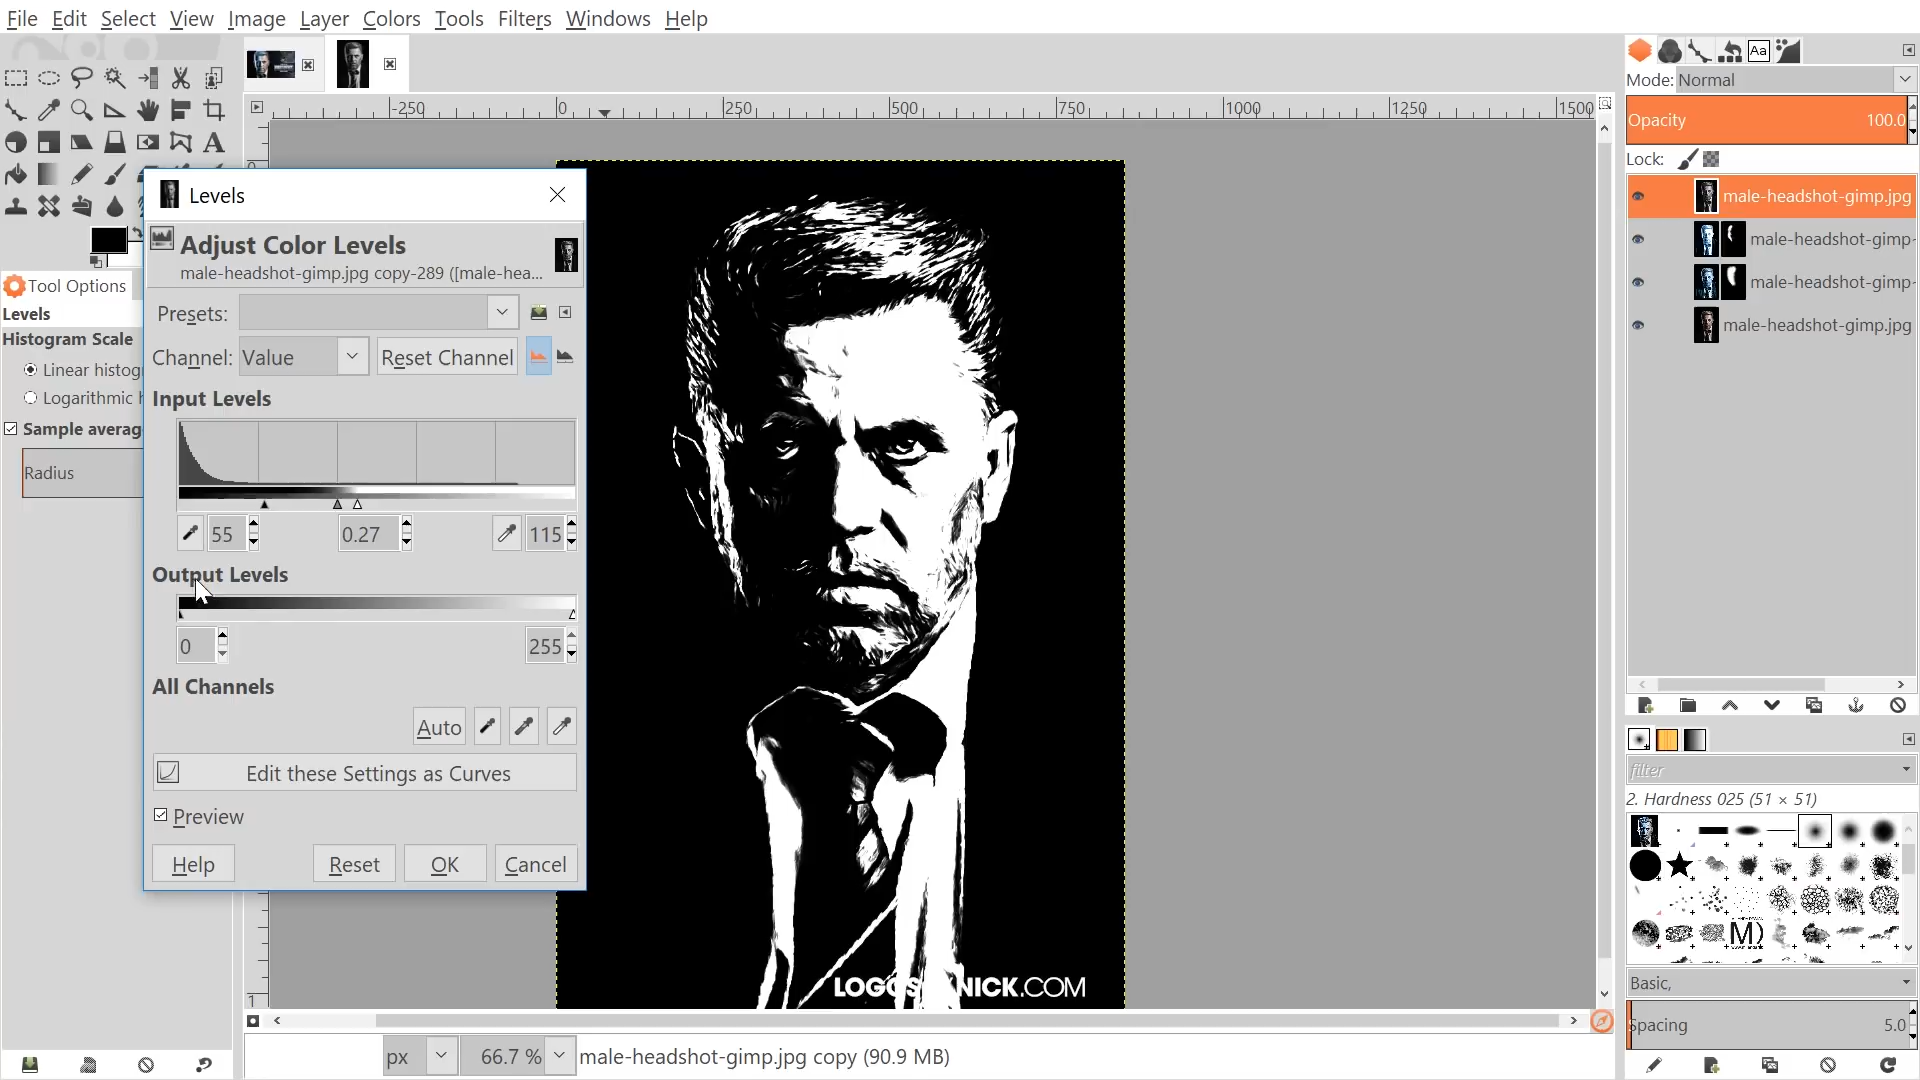 File Edit Select View Image Layer Colors Tools Filters Windows Help
-250 0 250 500 750 1000 1250 1500
Mode: Normal
Opacity 100.0
Lock:
male-headshot-gimp.jpg
male-headshot-gimp-
male-headshot-gimp-
male-headshot-gimp.jpg
Tool Options
Levels
Histogram Scale
Linear histog
Logarithmic h
Sample averag
Radius
Levels
Adjust Color Levels
male-headshot-gimp.jpg copy-289 ([male-hea...
Presets:
Channel: Value Reset Channel
Input Levels
55 0.27 115
Output Levels
0 255
All Channels
Auto
Edit these Settings as Curves
Preview
Help Reset OK Cancel
NICK.COM
filter
2. Hardness 025 (51 × 51)
Basic,
Spacing 5.0
px 66.7 % male-headshot-gimp.jpg copy (90.9 MB)
Aa